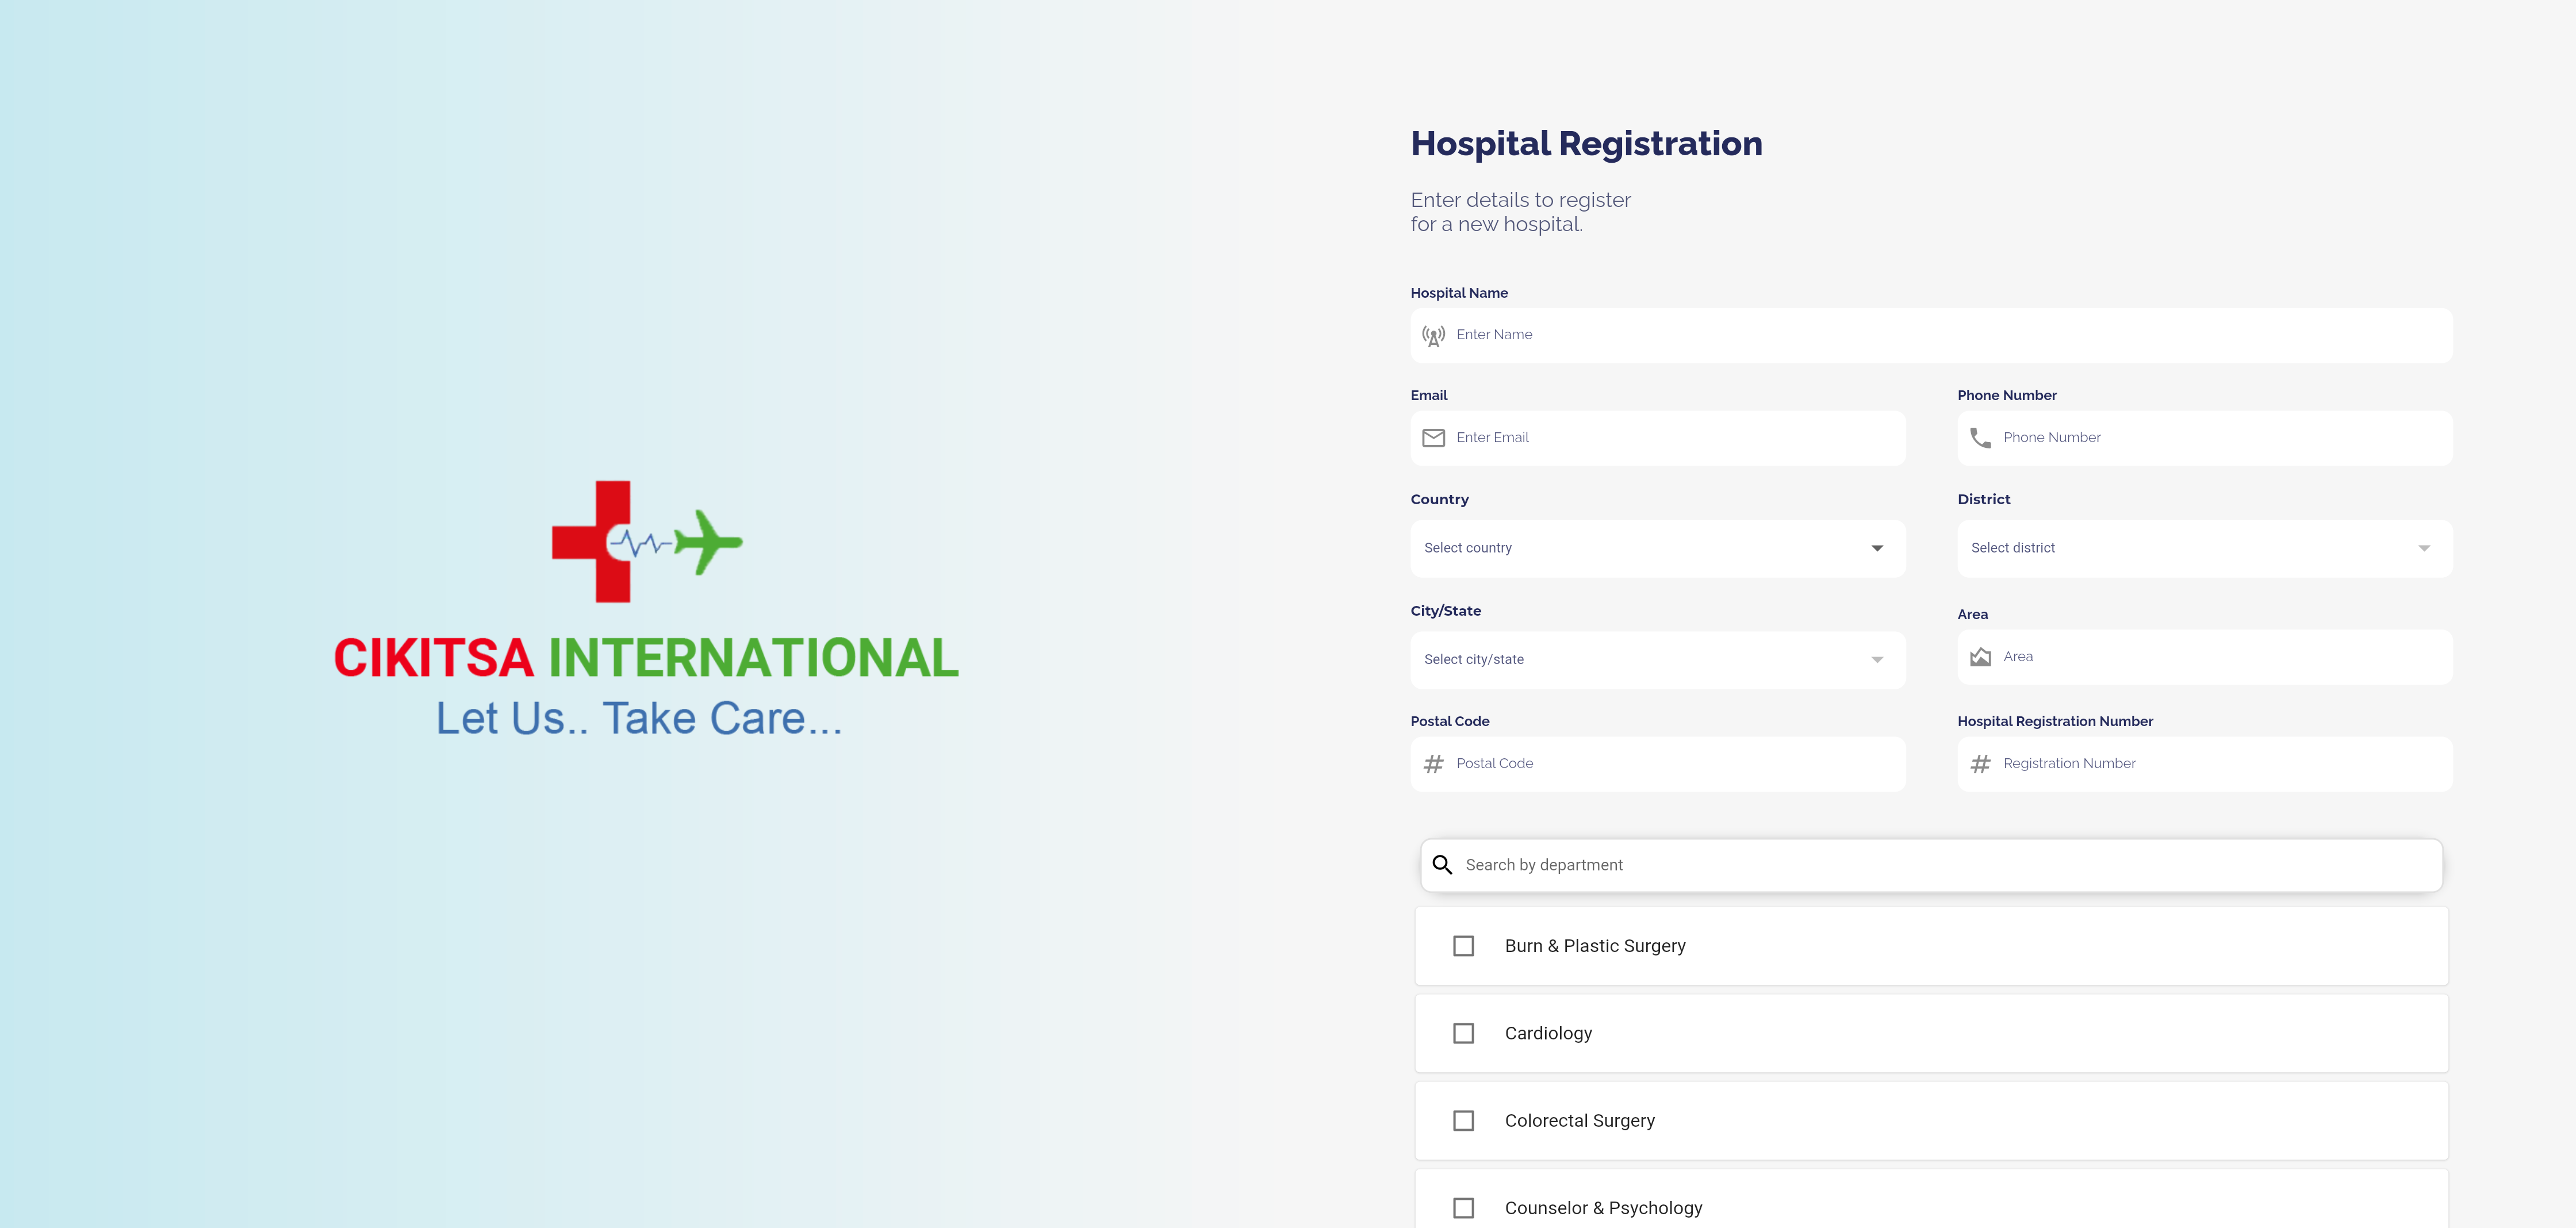 CIKITSA INTERNATIONAL
Let Us.. Take Care...
Hospital Registration
Enter details to register
for a new hospital.
Hospital Name
Enter Name
Email
Phone Number
Enter Email
Phone Number
Country
District
Select country
Select district
City/State
Area
Select city/state
Area
Postal Code
Hospital Registration Number
# Postal Code
# Registration Number
Search by department
Burn & Plastic Surgery
Cardiology
Colorectal Surgery
Counselor & Psychology